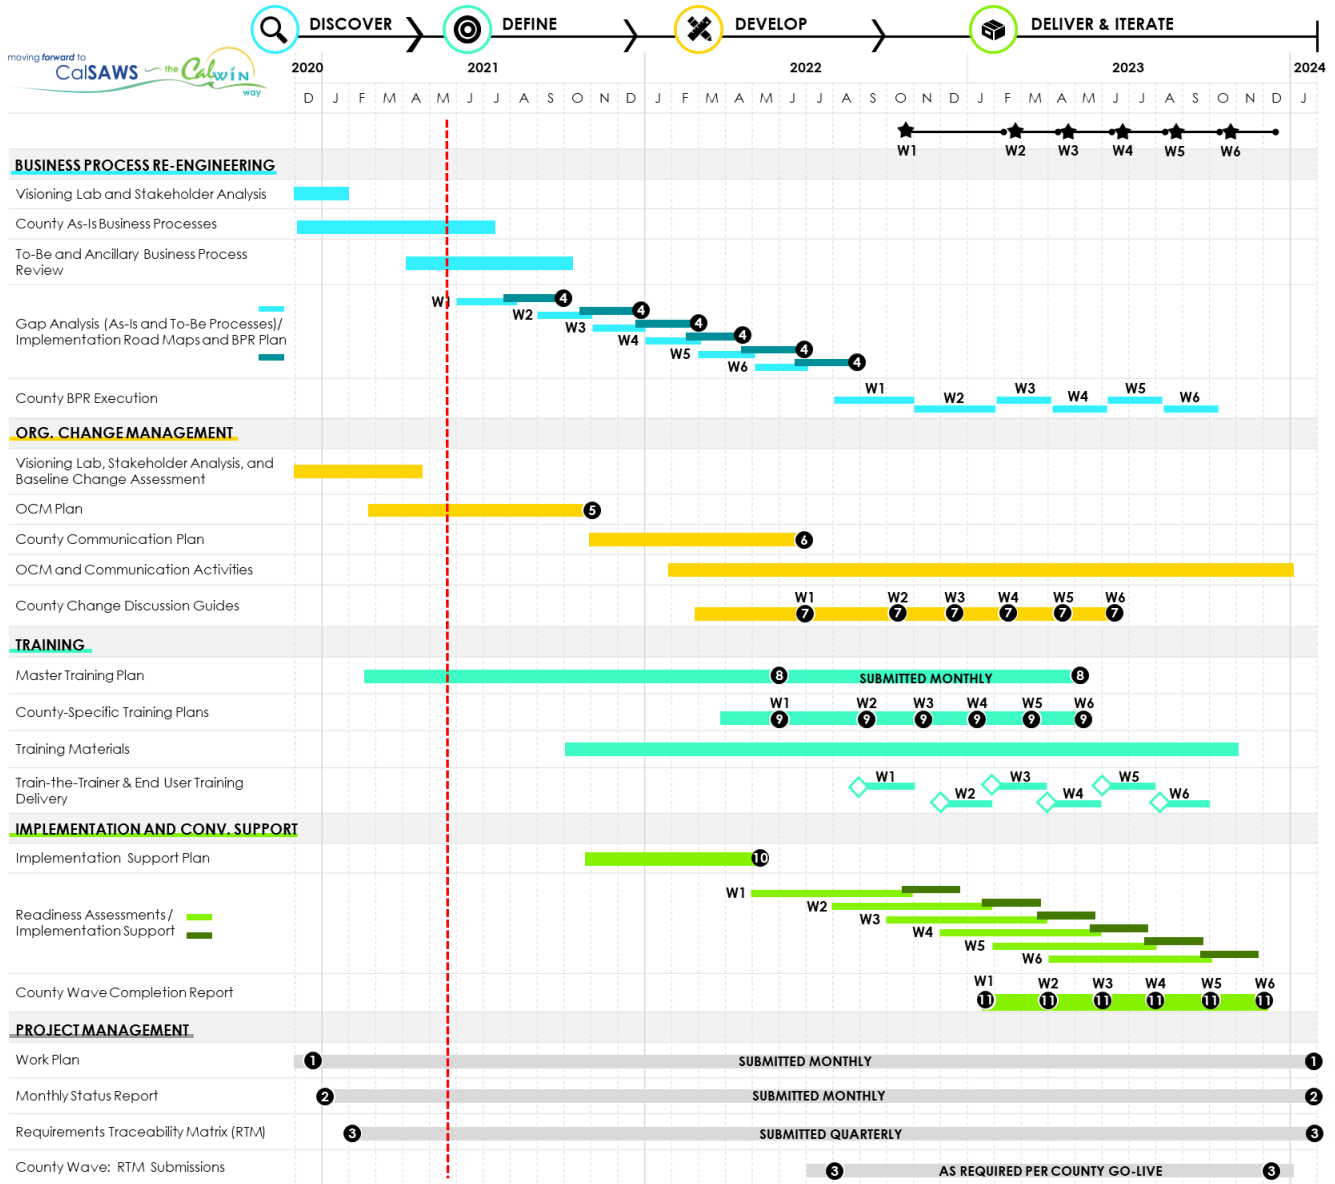 DISCOVER DEFINE DEVELOP DELIVER & ITERATE
moving forward to
CalSAWS the CalWIN
way
2020 2021 2022 2023 2024
D J F M A M J J A S O N D J F M A M J J A S O N D J F M A M J J A S O N D J
W1 W2 W3 W4 W5 W6
BUSINESS PROCESS RE-ENGINEERING
Visioning Lab and Stakeholder Analysis
County As-Is Business Processes
To-Be and Ancillary Business Process
Review
Gap Analysis (As-Is and To-Be Processes)/
Implementation Road Maps and BPR Plan
W1 4
W2 4
W3 4
W4 4
W5 4
W6 4
County BPR Execution
W1 W2 W3 W4 W5 W6
ORG. CHANGE MANAGEMENT
Visioning Lab, Stakeholder Analysis, and
Baseline Change Assessment
OCM Plan 5
County Communication Plan 6
OCM and Communication Activities
W1 W2 W3 W4 W5 W6
County Change Discussion Guides 7 7 7 7 7 7
TRAINING
Master Training Plan 8 SUBMITTED MONTHLY 8
W1 W2 W3 W4 W5 W6
County-Specific Training Plans 9 9 9 9 9 9
Training Materials
Train-the-Trainer & End User Training
Delivery
W1 W2 W3 W4 W5 W6
IMPLEMENTATION AND CONV. SUPPORT
Implementation Support Plan 10
Readiness Assessments /
Implementation Support
W1
W2
W3
W4
W5
W6
W1 W2 W3 W4 W5 W6
County Wave Completion Report 11 11 11 11 11 11
PROJECT MANAGEMENT
Work Plan 1 SUBMITTED MONTHLY 1
Monthly Status Report 2 SUBMITTED MONTHLY 2
Requirements Traceability Matrix (RTM) 3 SUBMITTED QUARTERLY 3
County Wave: RTM Submissions 3 AS REQUIRED PER COUNTY GO-LIVE 3